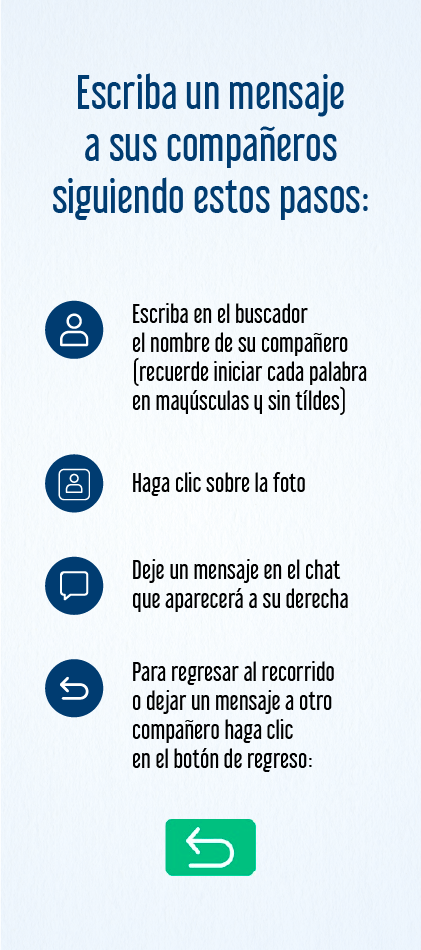 Escriba un mensaje
a sus compañeros
siguiendo estos pasos:
Escriba en el buscador
el nombre de su compañero
(recuerde iniciar cada palabra
en mayúsculas y sin tíldes)
Haga clic sobre la foto
Deje un mensaje en el chat
que aparecerá a su derecha
Para regresar al recorrido
o dejar un mensaje a otro
compañero haga clic
en el botón de regreso: